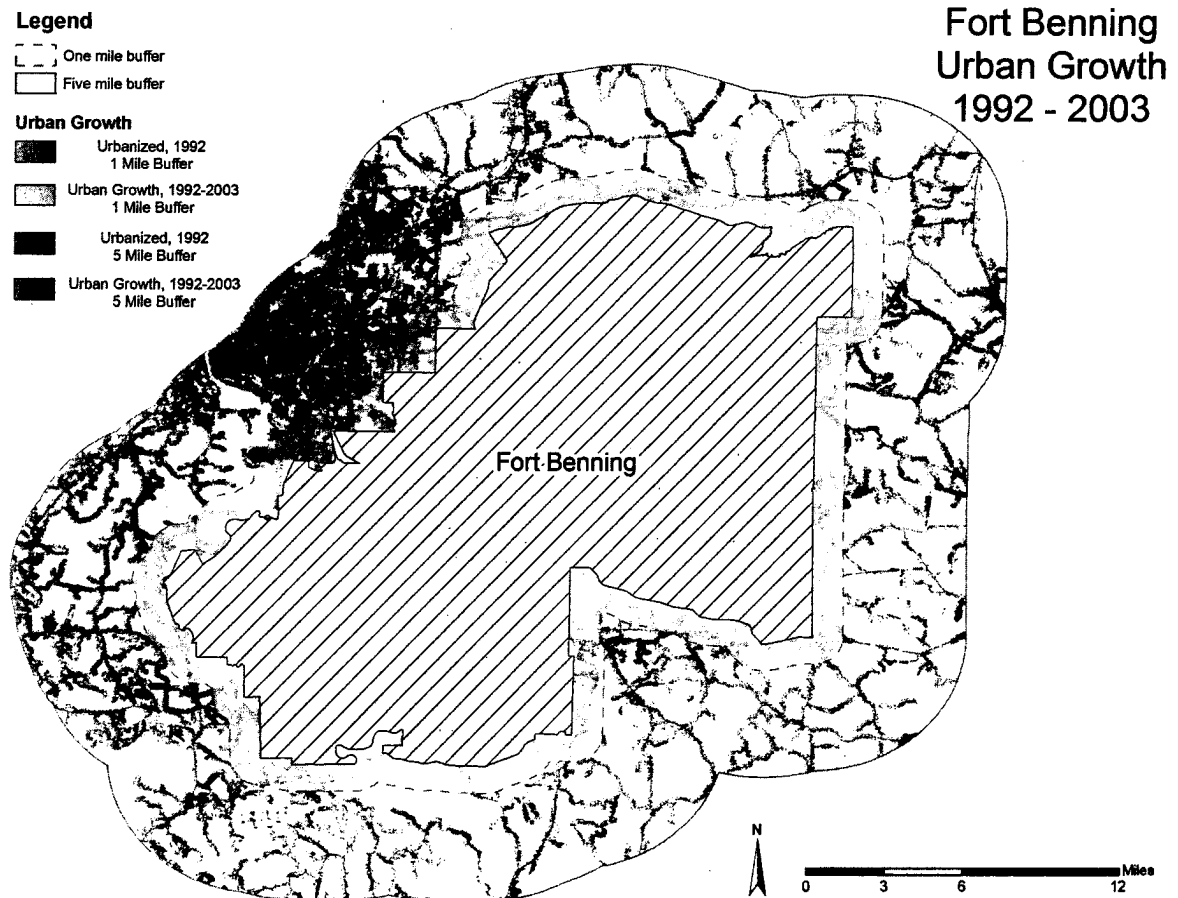 Legend
One mile buffer
Five mile buffer
Urban Growth
Urbanized, 1992
1 Mile Buffer
Urban Growth, 1992-2003
1 Mile Buffer
Urbanized, 1992
5 Mile Buffer
Urban Growth, 1992-2003
5 Mile Buffer
Fort Benning
Urban Growth
1992 - 2003
Fort Benning
N
Miles
0 3 6 12